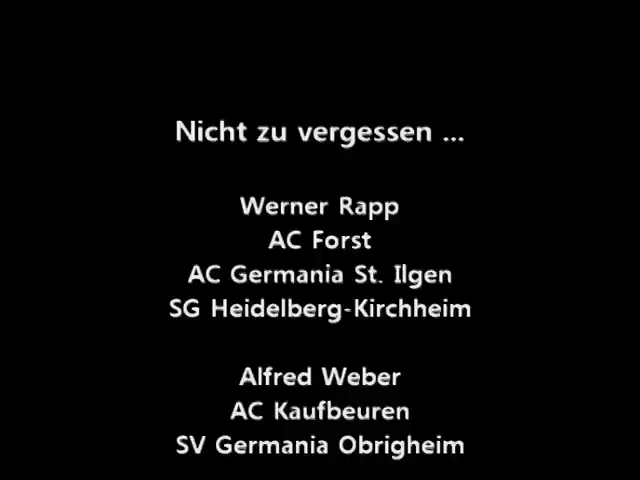 Nicht zu vergessen ...
Werner Rapp
AC Forst
AC Germania St. Ilgen
SG Heidelberg-Kirchheim
Alfred Weber
AC Kaufbeuren
SV Germania Obrigheim